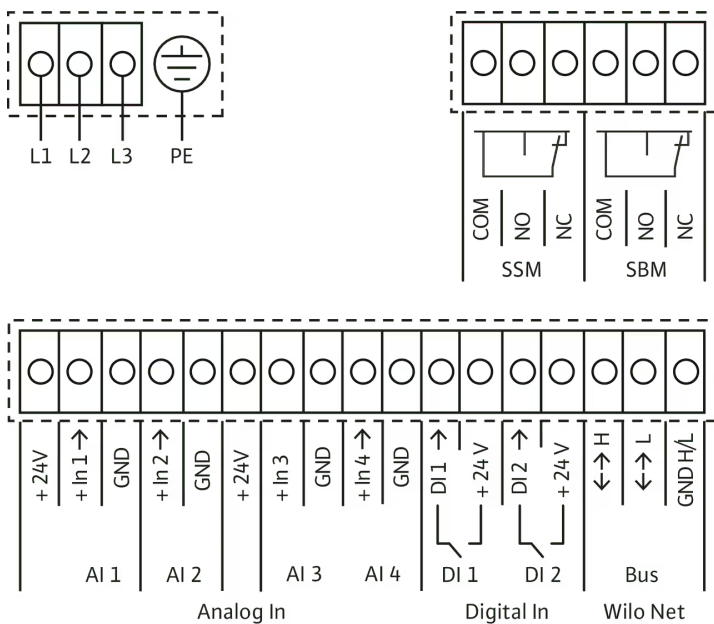 L1 L2 L3 PE
COM NO NC COM NO NC
SSM SBM
+ 24V + In 1 → GND + In 2 → GND + 24V + In 3 GND + In 4 → GND DI 1 → + 24 V DI 2 → + 24 V ↔ H ↔ L GND H/L
AI 1 AI 2 AI 3 AI 4 DI 1 DI 2 Bus
Analog In Digital In Wilo Net